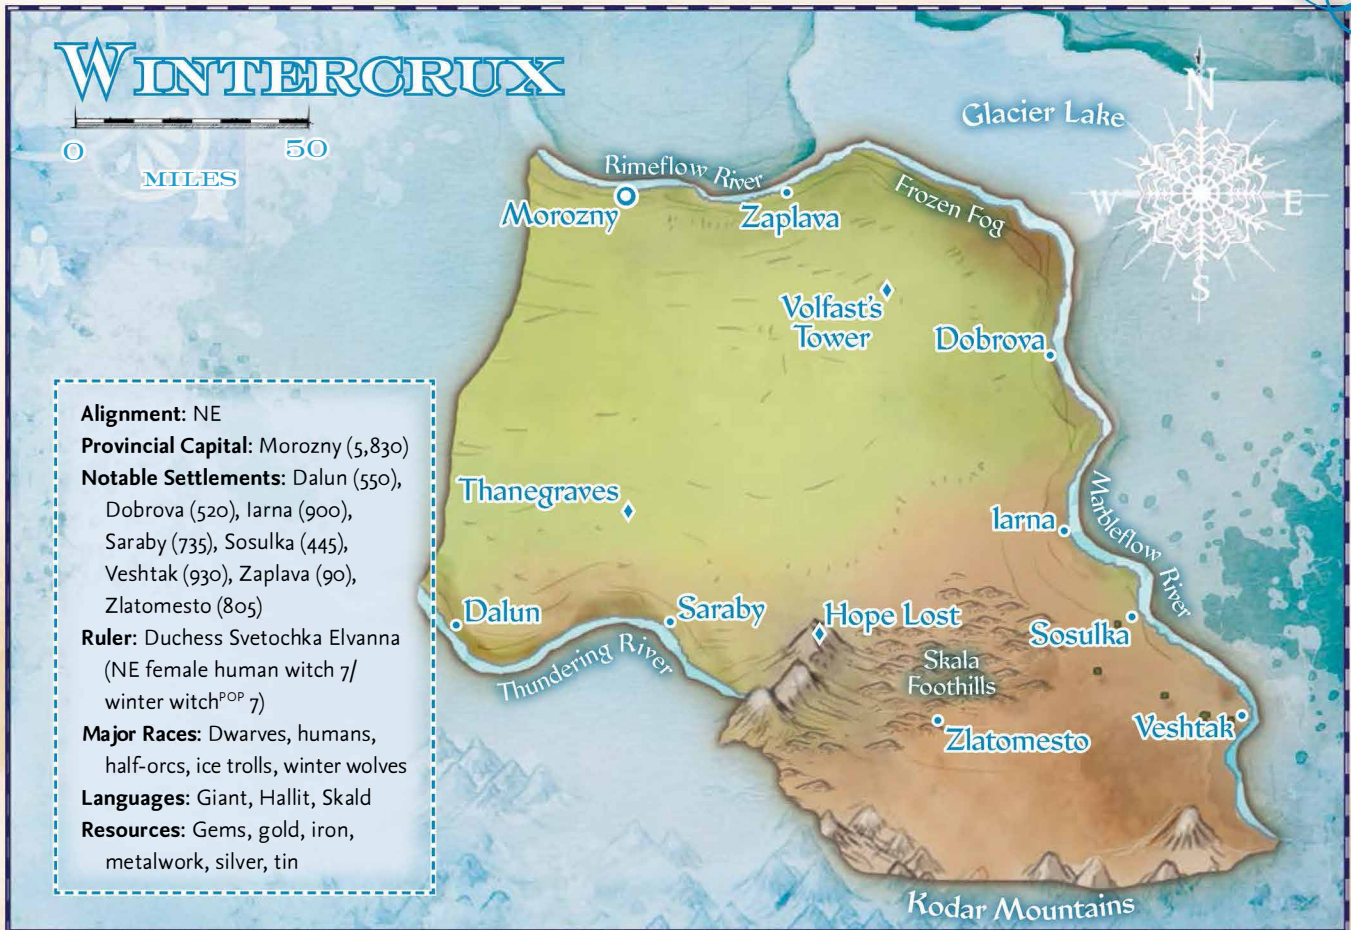 WINTERCRUX
0 50
MILES
Glacier Lake
N
W E
S
Rimeflow River
Frozen Fog
Morozny
Zaplava
Volfast's
Tower
Dobrova
Thanegraves
Iarna
Marbleflow River
Dalun
Saraby
Hope Lost
Sosulka
Thundering River
Skala
Foothills
Zlatomesto
Veshtak
Kodar Mountains
Alignment: NE
Provincial Capital: Morozny (5,830)
Notable Settlements: Dalun (550),
Dobrova (520), Iarna (900),
Saraby (735), Sosulka (445),
Veshtak (930), Zaplava (90),
Zlatomesto (805)
Ruler: Duchess Svetochka Elvanna
(NE female human witch 7/
winter witchPOP 7)
Major Races: Dwarves, humans,
half-orcs, ice trolls, winter wolves
Languages: Giant, Hallit, Skald
Resources: Gems, gold, iron,
metalwork, silver, tin